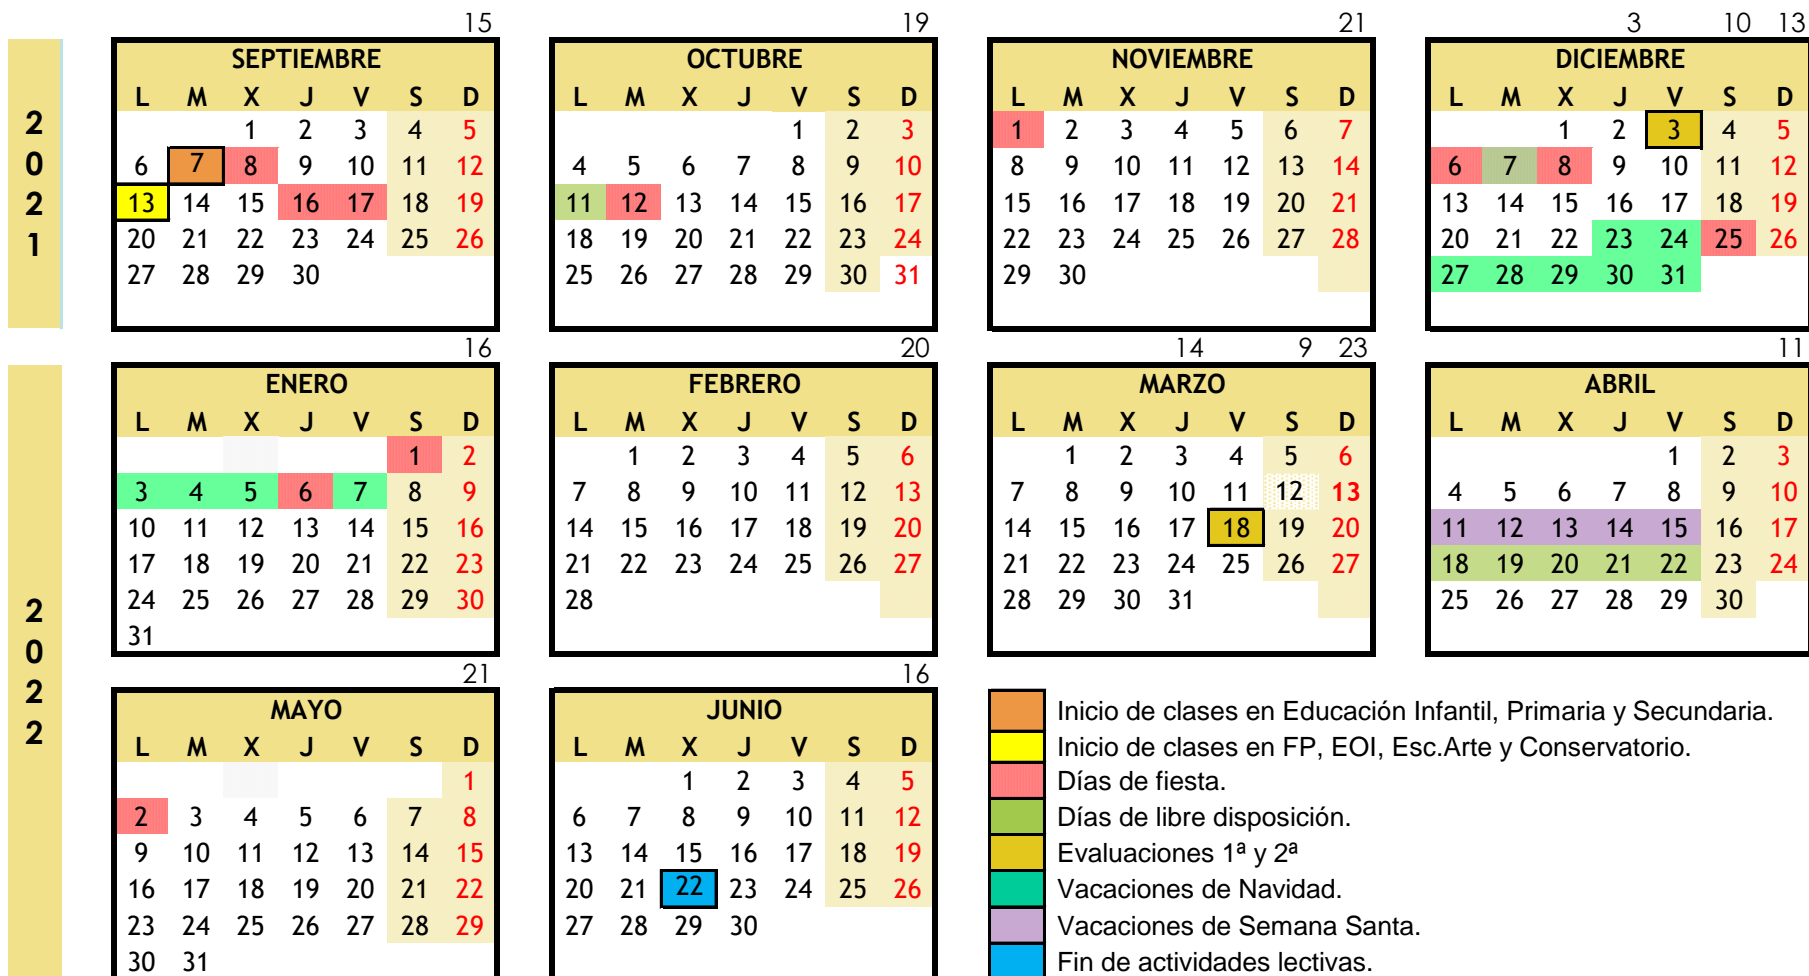 15 19 21 3 10 13
2021
SEPTIEMBRE
L M X J V S D
1 2 3 4 5
6 7 8 9 10 11 12
13 14 15 16 17 18 19
20 21 22 23 24 25 26
27 28 29 30
OCTUBRE
L M X J V S D
1 2 3
4 5 6 7 8 9 10
11 12 13 14 15 16 17
18 19 20 21 22 23 24
25 26 27 28 29 30 31
NOVIEMBRE
L M X J V S D
1 2 3 4 5 6 7
8 9 10 11 12 13 14
15 16 17 18 19 20 21
22 23 24 25 26 27 28
29 30
DICIEMBRE
L M X J V S D
1 2 3 4 5
6 7 8 9 10 11 12
13 14 15 16 17 18 19
20 21 22 23 24 25 26
27 28 29 30 31
16 20 14 9 23 11
2022
ENERO
L M X J V S D
1 2
3 4 5 6 7 8 9
10 11 12 13 14 15 16
17 18 19 20 21 22 23
24 25 26 27 28 29 30
31
FEBRERO
L M X J V S D
1 2 3 4 5 6
7 8 9 10 11 12 13
14 15 16 17 18 19 20
21 22 23 24 25 26 27
28
MARZO
L M X J V S D
1 2 3 4 5 6
7 8 9 10 11 12 13
14 15 16 17 18 19 20
21 22 23 24 25 26 27
28 29 30 31
ABRIL
L M X J V S D
1 2 3
4 5 6 7 8 9 10
11 12 13 14 15 16 17
18 19 20 21 22 23 24
25 26 27 28 29 30
21 16
MAYO
L M X J V S D
1
2 3 4 5 6 7 8
9 10 11 12 13 14 15
16 17 18 19 20 21 22
23 24 25 26 27 28 29
30 31
JUNIO
L M X J V S D
1 2 3 4 5
6 7 8 9 10 11 12
13 14 15 16 17 18 19
20 21 22 23 24 25 26
27 28 29 30
Inicio de clases en Educación Infantil, Primaria y Secundaria.
Inicio de clases en FP, EOI, Esc.Arte y Conservatorio.
Días de fiesta.
Días de libre disposición.
Evaluaciones 1ª y 2ª
Vacaciones de Navidad.
Vacaciones de Semana Santa.
Fin de actividades lectivas.